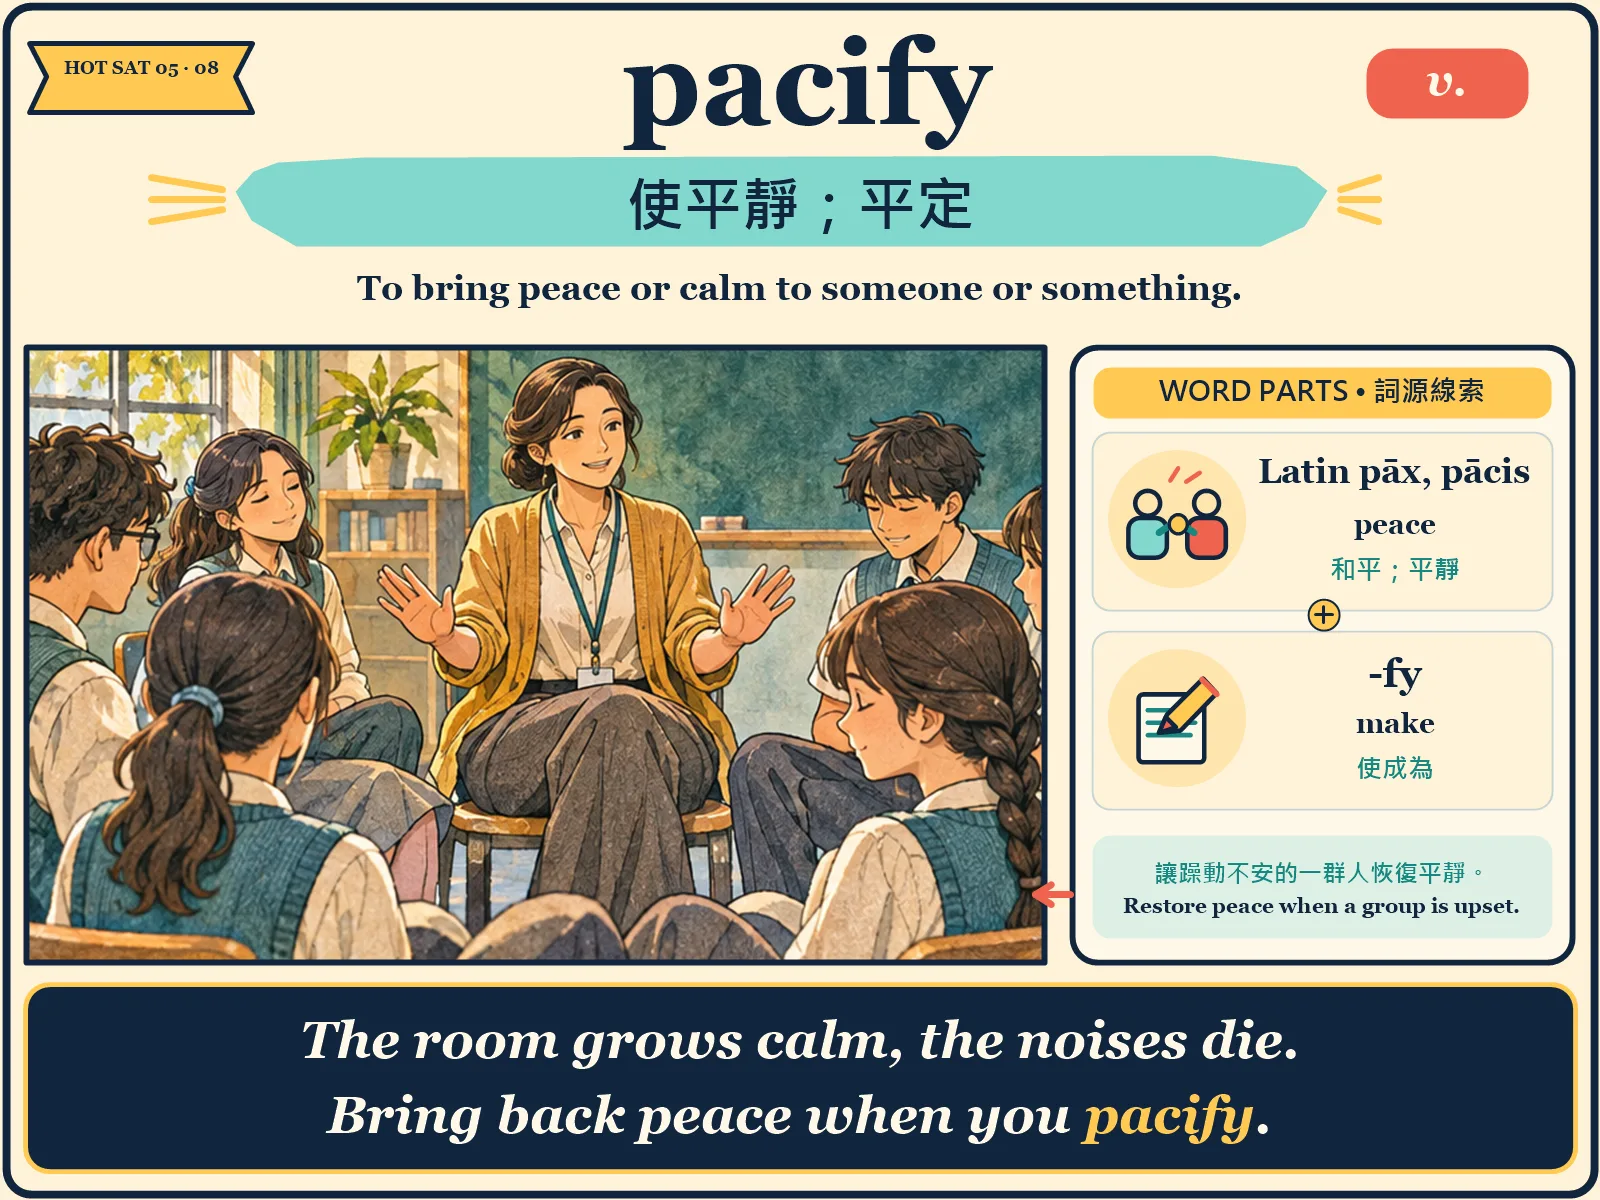 HOT SAT 05 · 08
pacify
v.
使平靜；平定
To bring peace or calm to someone or something.
WORD PARTS • 詞源線索
Latin pāx, pācis
peace
和平；平靜
-fy
make
使成為
讓躁動不安的一群人恢復平靜。
Restore peace when a group is upset.
The room grows calm, the noises die.
Bring back peace when you pacify.